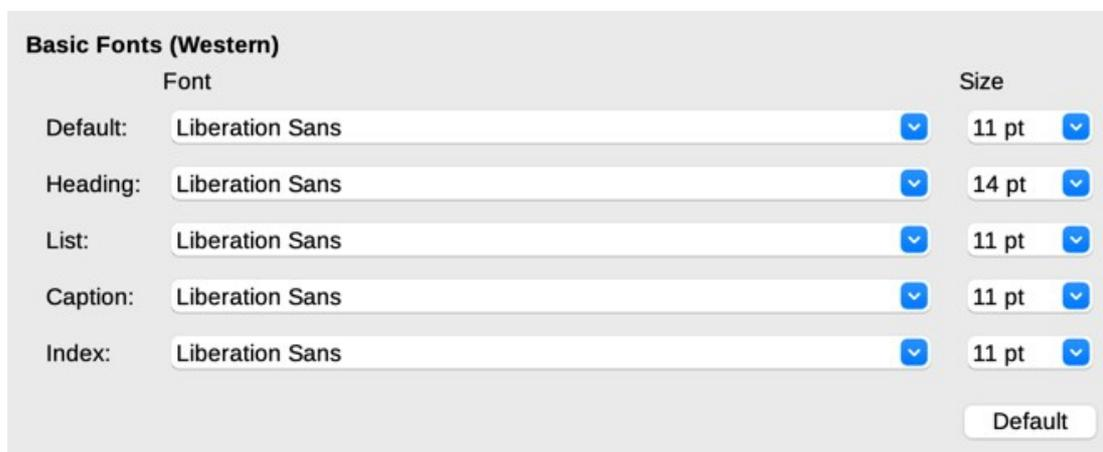 Basic Fonts (Western)
Font Size
Default: Liberation Sans 11 pt
Heading: Liberation Sans 14 pt
List: Liberation Sans 11 pt
Caption: Liberation Sans 11 pt
Index: Liberation Sans 11 pt
Default